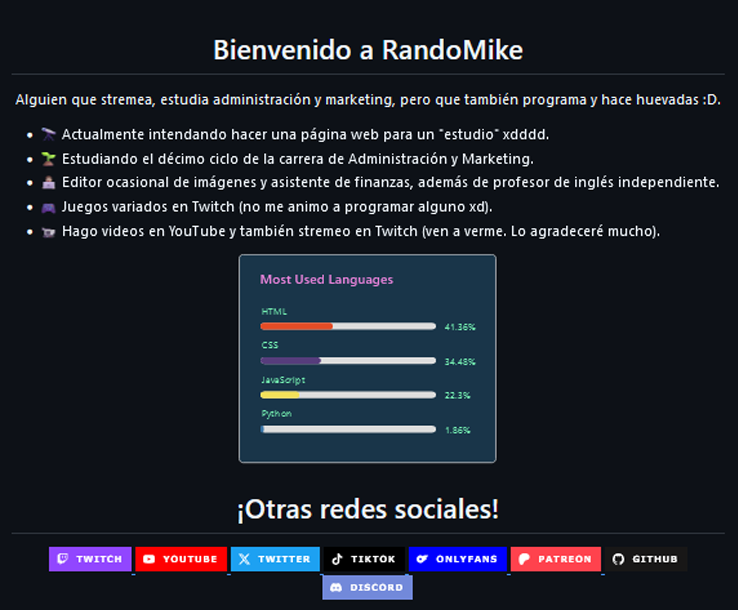 Bienvenido a RandoMike
Alguien que stremea, estudia administración y marketing, pero que también programa y hace huevadas :D.
Actualmente intendando hacer una página web para un "estudio" xdddd.
Estudiando el décimo ciclo de la carrera de Administración y Marketing.
Editor ocasional de imágenes y asistente de finanzas, además de profesor de inglés independiente.
Juegos variados en Twitch (no me animo a programar alguno xd).
Hago videos en YouTube y también stremeo en Twitch (ven a verme. Lo agradeceré mucho).
Most Used Languages
HTML
41.36%
CSS
34.48%
JavaScript
22.3%
Python
1.86%
¡Otras redes sociales!
TWITCH YOUTUBE TWITTER TIKTOK ONLYFANS PATREON GITHUB
DISCORD